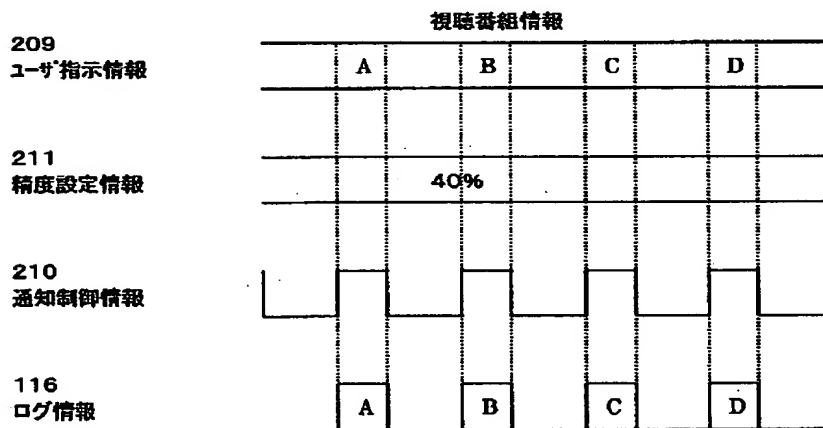 視聴番組情報
209
ユーザ指示情報
A B C D
211
精度設定情報
40%
210
通知制御情報
116
ログ情報
A B C D